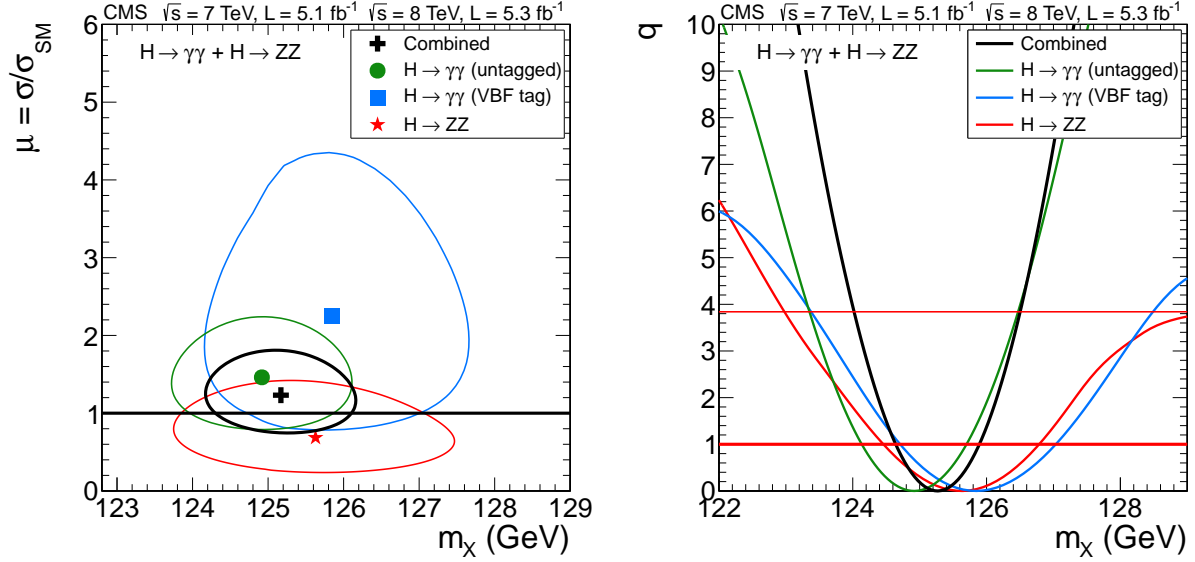 CMS √s = 7 TeV, L = 5.1 fb⁻¹ √s = 8 TeV, L = 5.3 fb⁻¹
H → γγ + H → ZZ
Combined
H → γγ (untagged)
H → γγ (VBF tag)
H → ZZ
μ = σ/σ_SM
6
5
4
3
2
1
0
123 124 125 126 127 128 129
m_X (GeV)
CMS √s = 7 TeV, L = 5.1 fb⁻¹ √s = 8 TeV, L = 5.3 fb⁻¹
H → γγ + H → ZZ
Combined
H → γγ (untagged)
H → γγ (VBF tag)
H → ZZ
q
10
9
8
7
6
5
4
3
2
1
0
122 124 126 128
m_X (GeV)